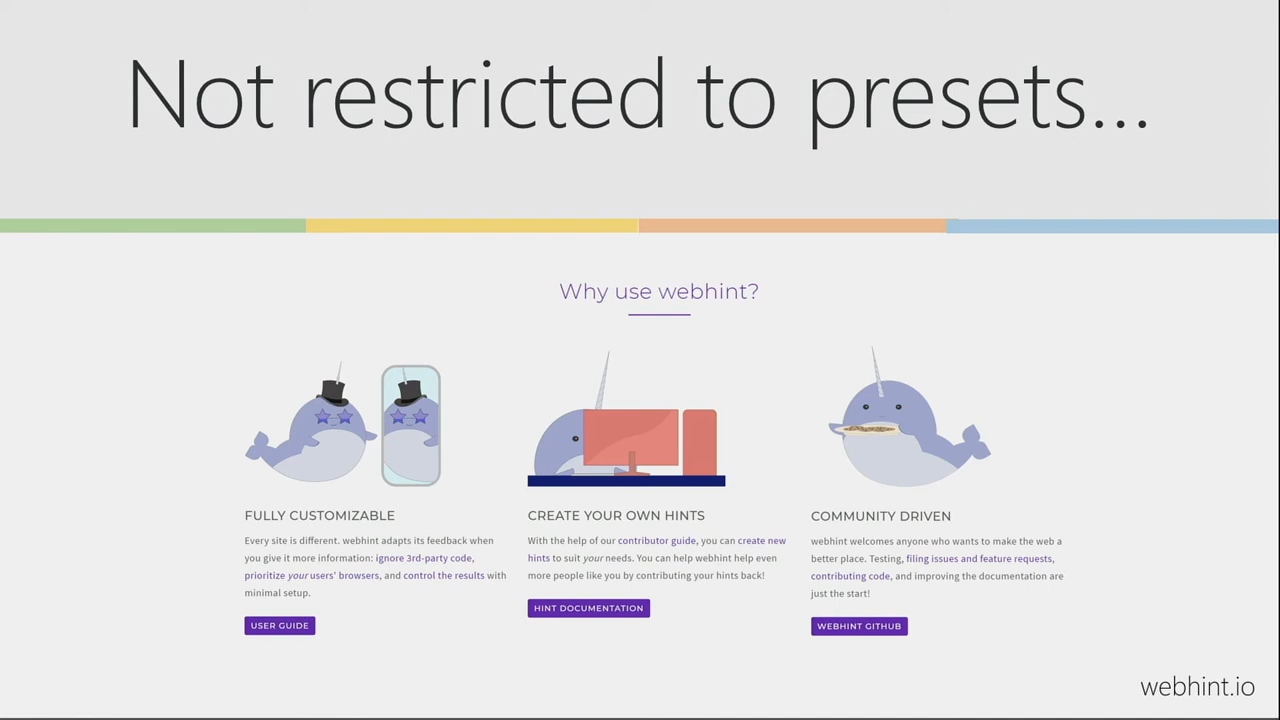 Not restricted to presets...
Why use webhint?
FULLY CUSTOMIZABLE
Every site is different. webhint adapts its feedback when
you give it more information: ignore 3rd-party code,
prioritize your users' browsers, and control the results with
minimal setup.
USER GUIDE
CREATE YOUR OWN HINTS
With the help of our contributor guide, you can create new
hints to suit your needs. You can help webhint help even
more people like you by contributing your hints back!
HINT DOCUMENTATION
COMMUNITY DRIVEN
webhint welcomes anyone who wants to make the web a
better place. Testing, filing issues and feature requests,
contributing code, and improving the documentation are
just the start!
WEBHINT GITHUB
webhint.io